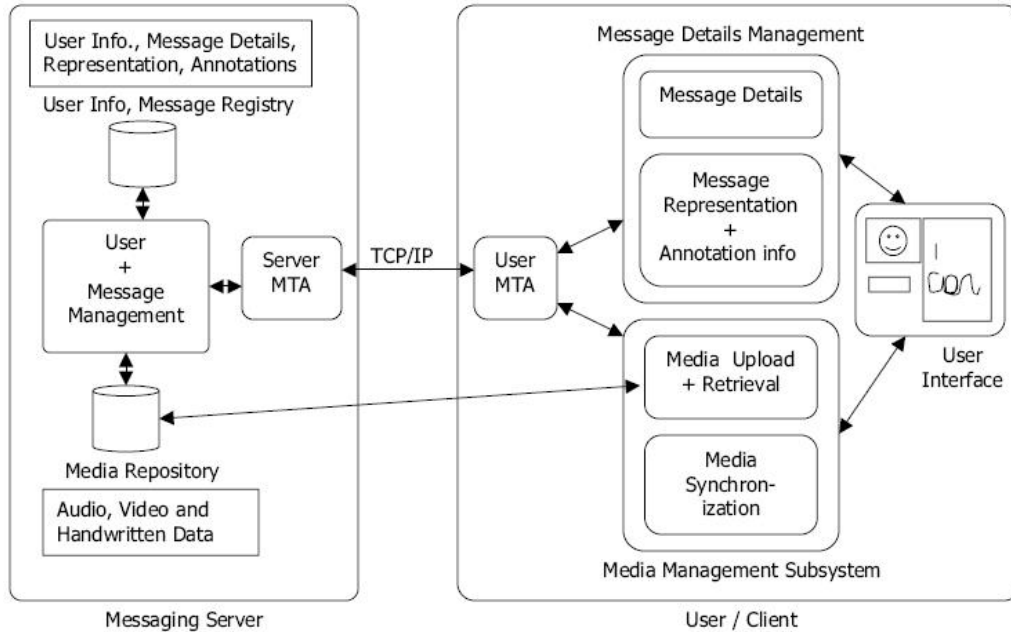 User Info., Message Details,
Representation, Annotations
User Info, Message Registry
User
+
Message
Management
Server
MTA
Media Repository
Audio, Video and
Handwritten Data
Messaging Server
TCP/IP
Message Details Management
Message Details
Message
Representation
+
Annotation info
User
MTA
Media Upload
+ Retrieval
Media
Synchron-
ization
Media Management Subsystem
User
Interface
User / Client